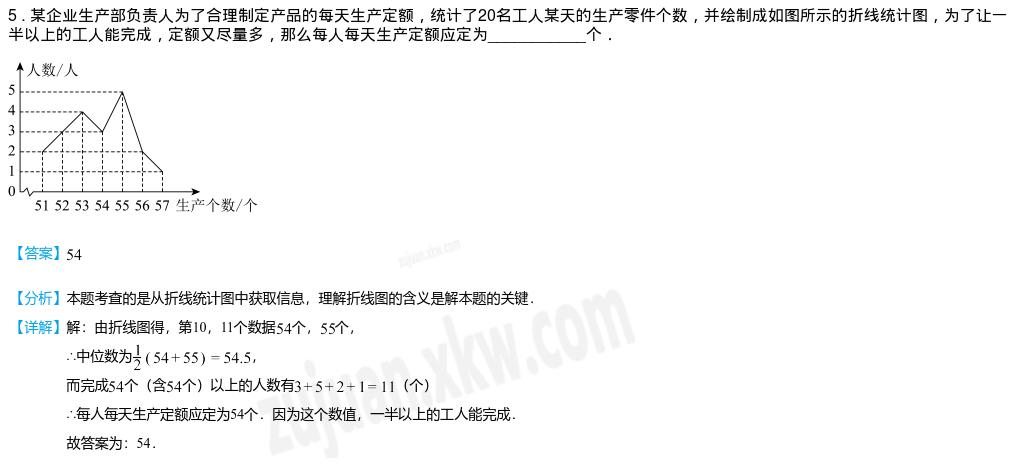 5．某企业生产部负责人为了合理制定产品的每天生产定额，统计了20名工人某天的生产零件个数，并绘制成如图所示的折线统计图，为了让一
半以上的工人能完成，定额又尽量多，那么每人每天生产定额应定为____________个．
人数/人
5
4
3
2
1
0
51 52 53 54 55 56 57 生产个数/个
【答案】54
【分析】本题考查的是从折线统计图中获取信息，理解折线图的含义是解本题的关键．
【详解】解：由折线图得，第10，11个数据54个，55个，
∴中位数为1/2(54+55)=54.5，
而完成54个（含54个）以上的人数有3+5+2+1=11（个）
∴每人每天生产定额应定为54个．因为这个数值，一半以上的工人能完成．
故答案为：54．
zujuan.xkw.com
zujuan.xkw.com